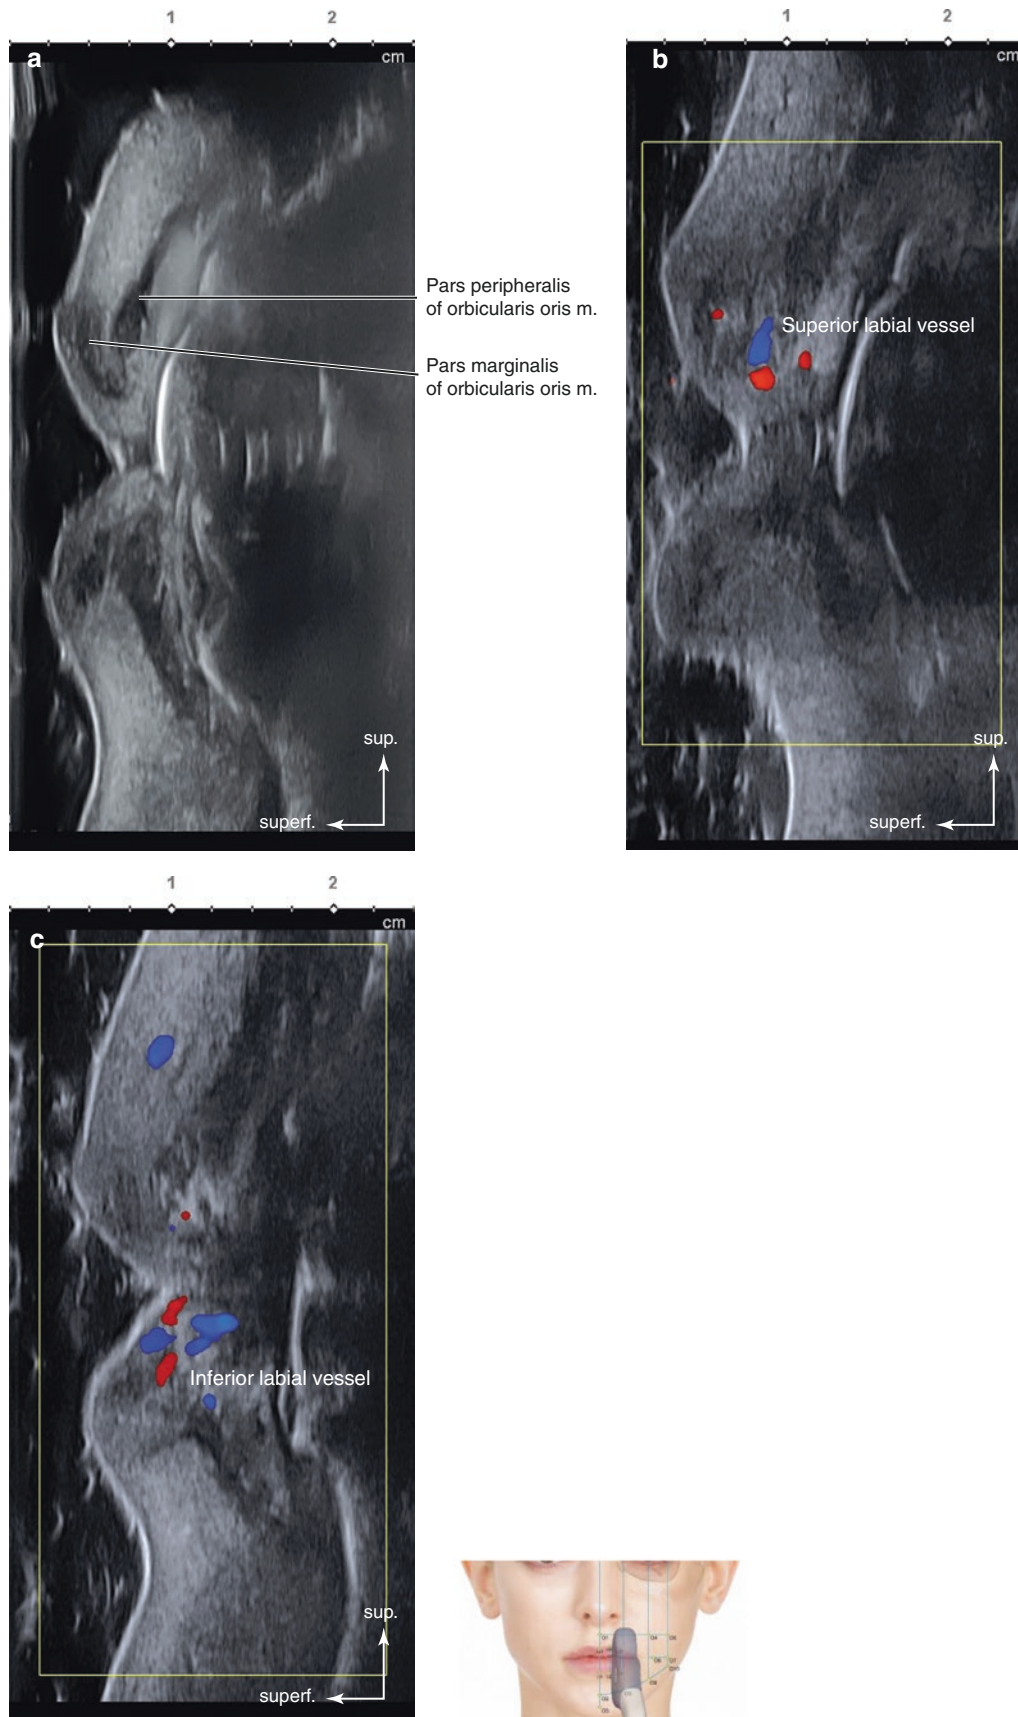 1 2
cm
a
Pars peripheralis
of orbicularis oris m.
Pars marginalis
of orbicularis oris m.
sup.
superf.
1 2
cm
b
Superior labial vessel
sup.
superf.
1 2
cm
c
Inferior labial vessel
sup.
superf.